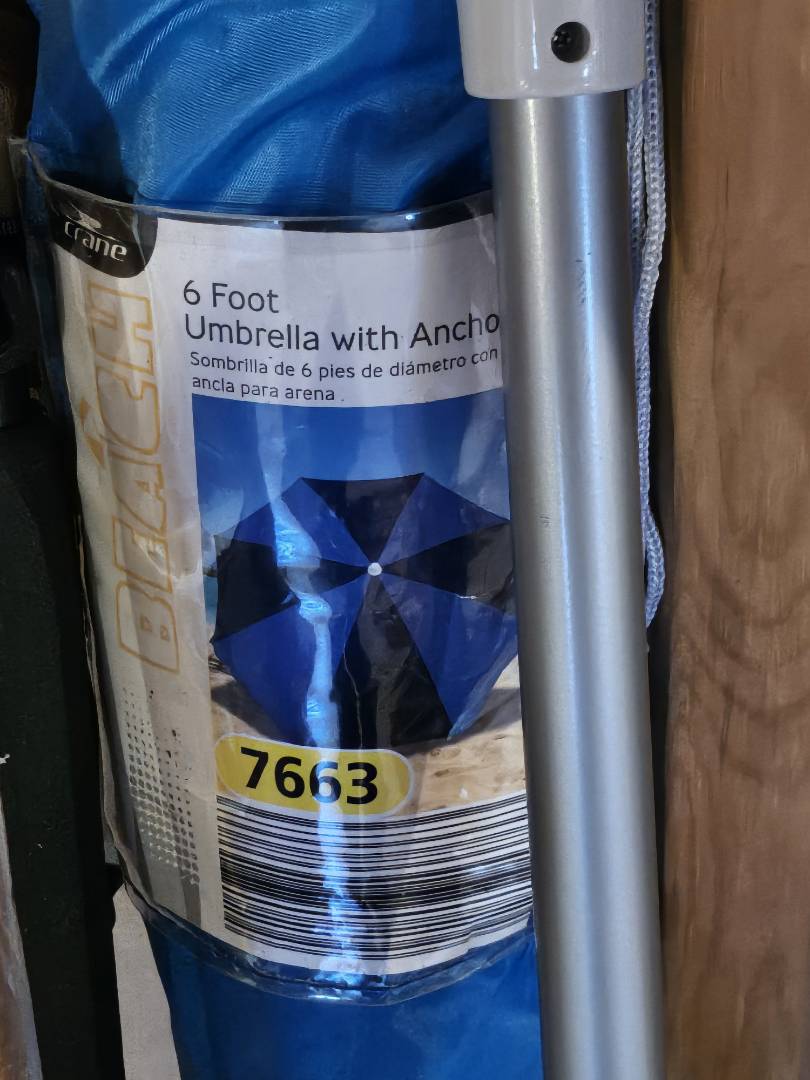 crane
BEACH
6 Foot
Umbrella with Ancho
Sombrilla de 6 pies de diámetro con
ancla para arena
7663